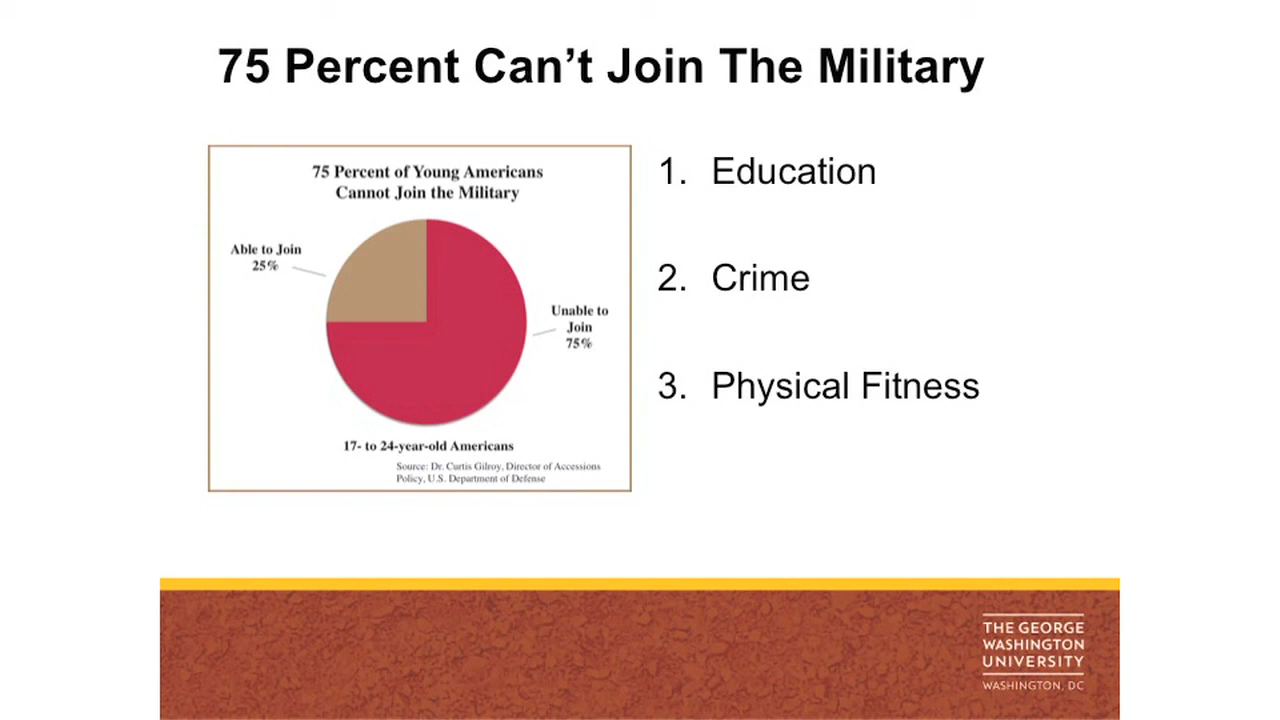 75 Percent Can’t Join The Military
75 Percent of Young Americans
Cannot Join the Military
Able to Join
25%
Unable to
Join
75%
17- to 24-year-old Americans
Source: Dr. Curtis Gilroy, Director of Accessions
Policy, U.S. Department of Defense
1. Education
2. Crime
3. Physical Fitness
THE GEORGE
WASHINGTON
UNIVERSITY
WASHINGTON, DC